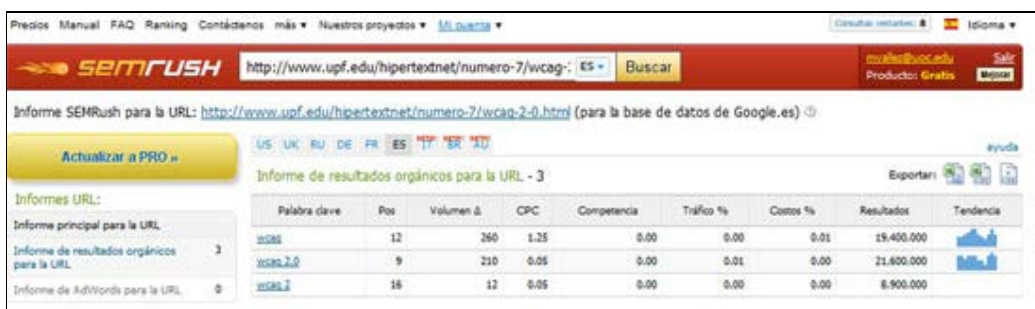 Precios Manual FAQ Ranking Contáctenos más ▾ Nuestros proyectos ▾ Mi cuenta ▾ Idioma ▾
SEMRUSH http://www.upf.edu/hipertextnet/numero-7/wcag-2 ES Buscar Salir
Producto: Gratis Mejorar
Informe SEMRush para la URL: http://www.upf.edu/hipertextnet/numero-7/wcag-2-0.html (para la base de datos de Google.es)
Actualizar a PRO »
US UK RU DE FR ES IT BR AU ayuda
Informe de resultados orgánicos para la URL - 3 Exportar:
Informes URL:
Informe principal para la URL
Informe de resultados orgánicos para la URL 3
Informe de AdWords para la URL 0
Palabra clave Pos Volumen Δ CPC Competencia Tráfico % Costos % Resultados Tendencia
wcag 12 260 1.25 0.00 0.00 0.01 19.400.000
wcag 2.0 9 210 0.05 0.00 0.01 0.00 21.600.000
wcag 2 16 12 0.05 0.00 0.00 0.00 8.900.000